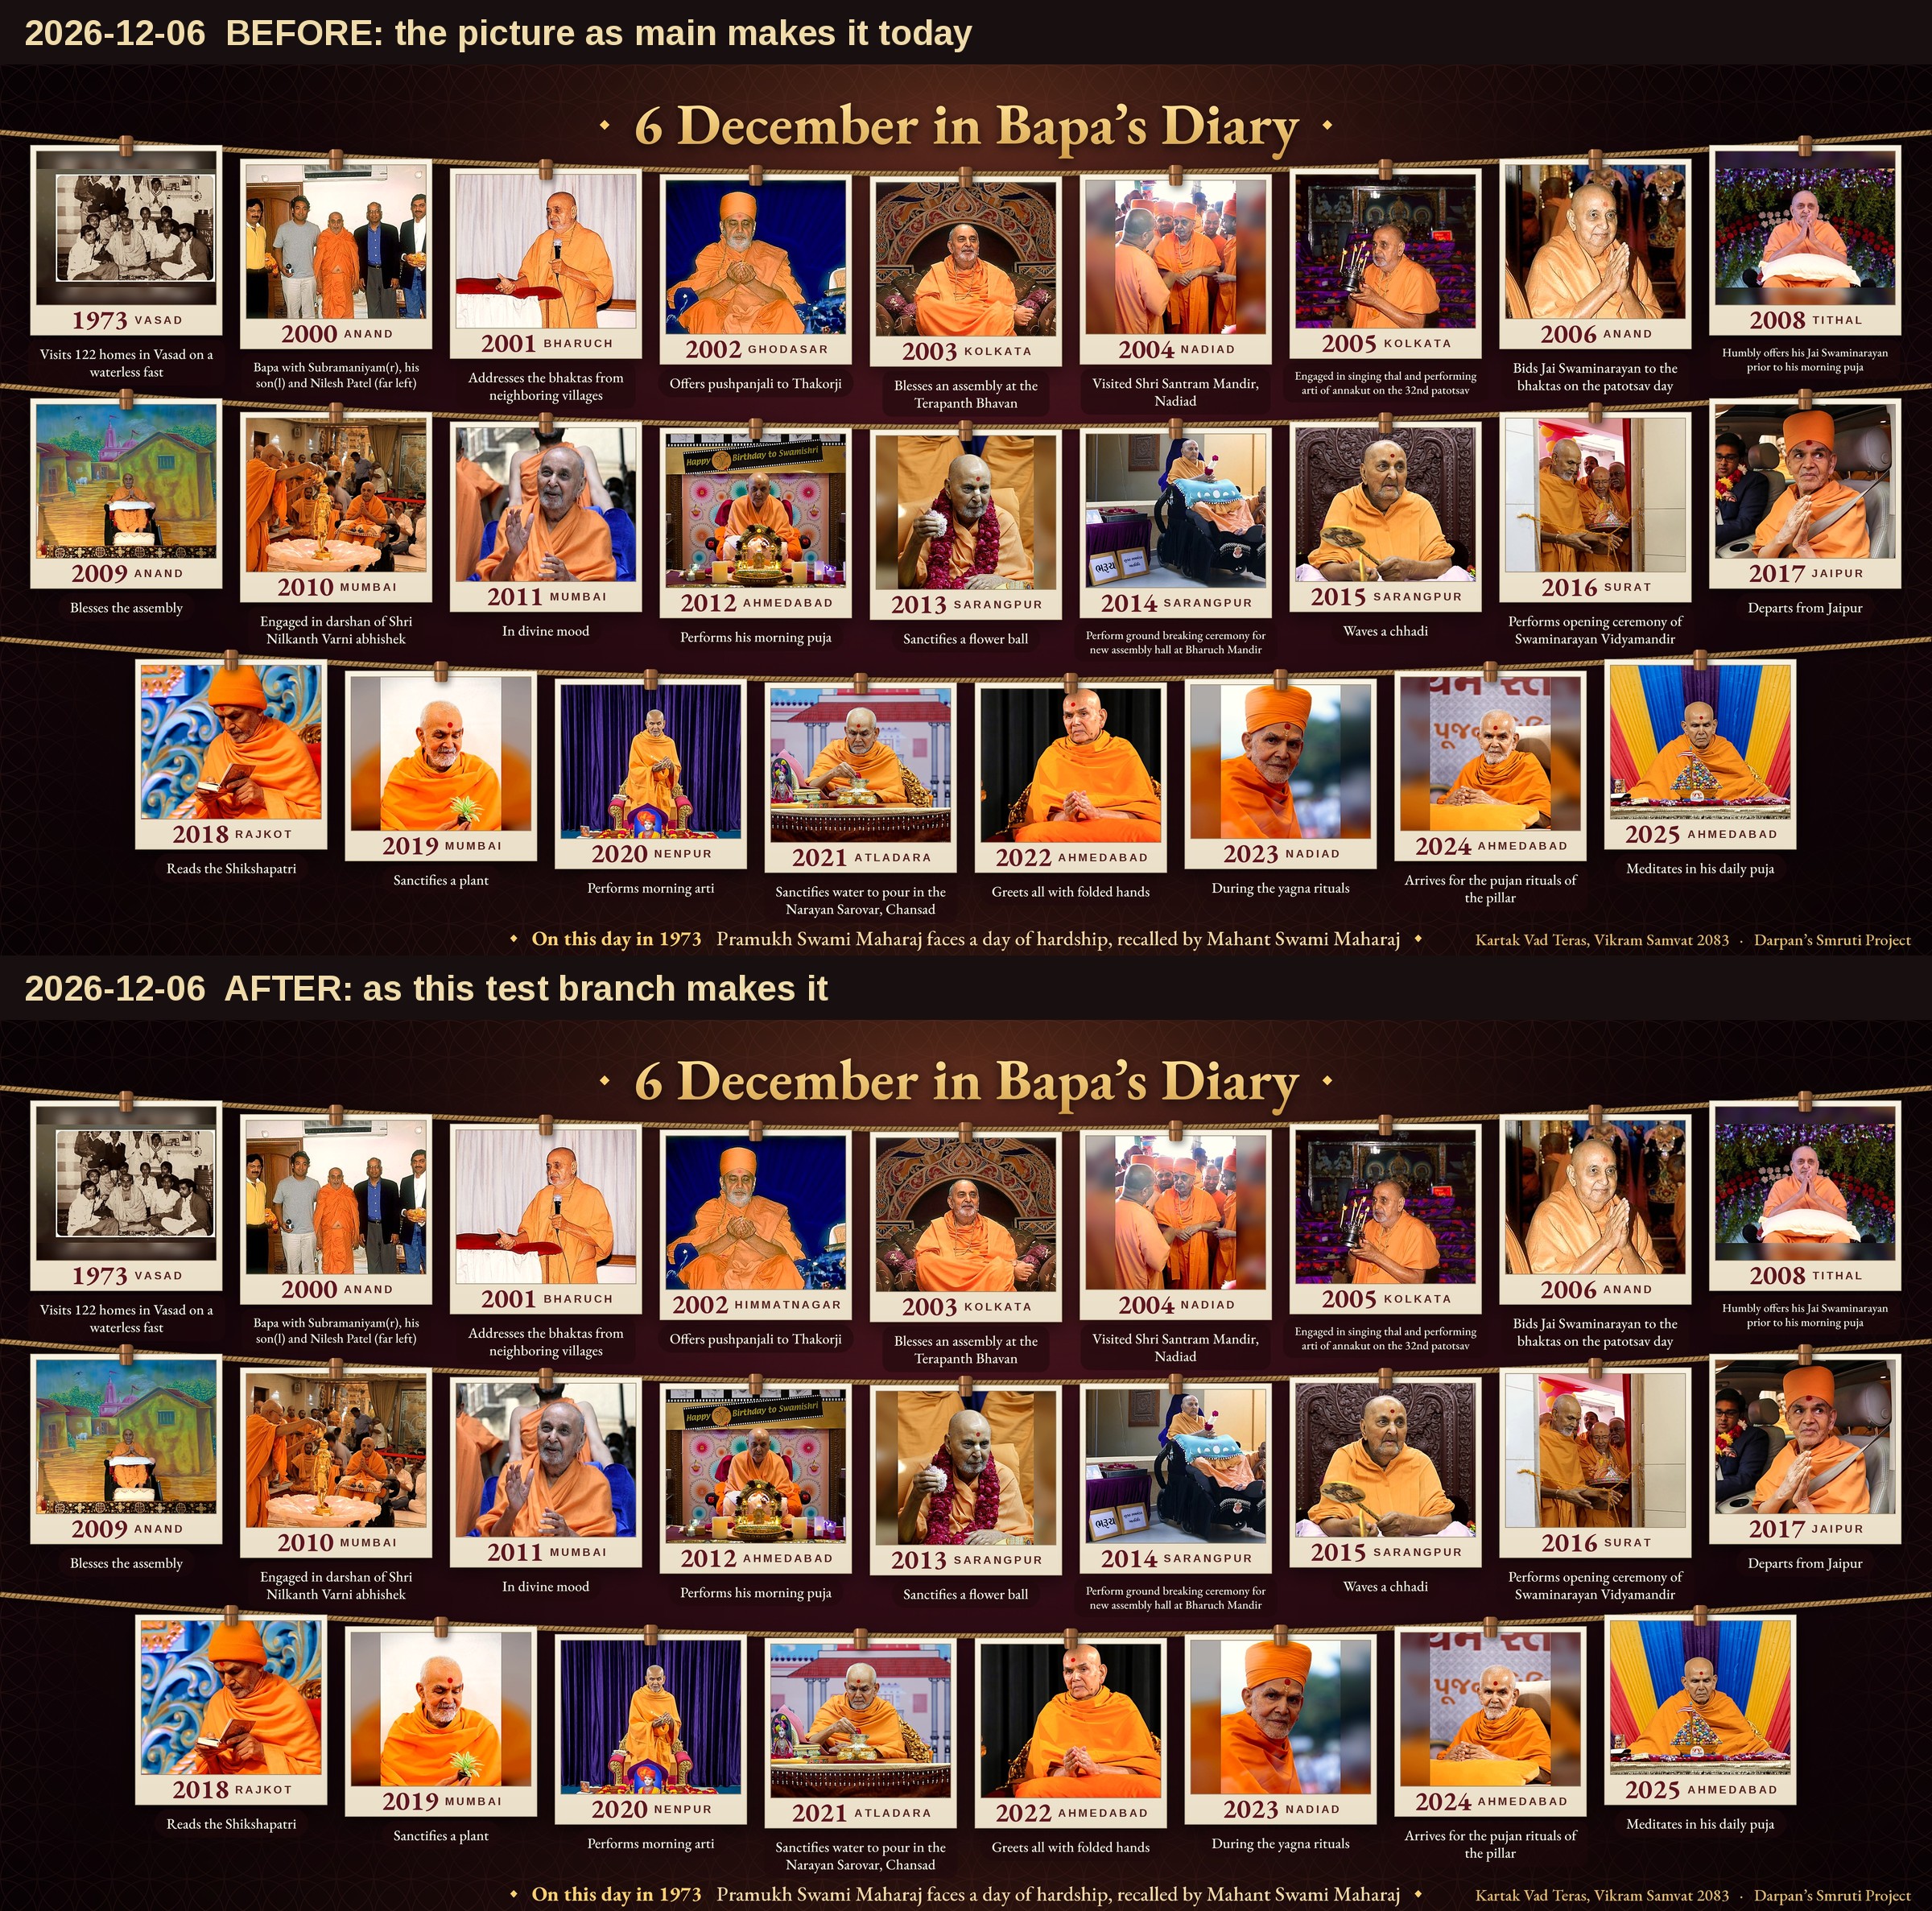 2026-12-06 BEFORE: the picture as main makes it today
6 December in Bapa’s Diary
1973 VASAD
Visits 122 homes in Vasad on a
waterless fast
2000 ANAND
Bapa with Subramaniyam(r), his
son(l) and Nilesh Patel (far left)
2001 BHARUCH
Addresses the bhaktas from
neighboring villages
2002 GHODASAR
Offers pushpanjali to Thakorji
2003 KOLKATA
Blesses an assembly at the
Terapanth Bhavan
2004 NADIAD
Visited Shri Santram Mandir,
Nadiad
2005 KOLKATA
Engaged in singing thal and performing
arti of annakut on the 32nd patotsav
2006 ANAND
Bids Jai Swaminarayan to the
bhaktas on the patotsav day
2008 TITHAL
Humbly offers his Jai Swaminarayan
prior to his morning puja
2009 ANAND
Blesses the assembly
2010 MUMBAI
Engaged in darshan of Shri
Nilkanth Varni abhishek
2011 MUMBAI
In divine mood
Happy Birthday to Swamishri
2012 AHMEDABAD
Performs his morning puja
2013 SARANGPUR
Sanctifies a flower ball
ભરૂચ
2014 SARANGPUR
Perform ground breaking ceremony for
new assembly hall at Bharuch Mandir
2015 SARANGPUR
Waves a chhadi
2016 SURAT
Performs opening ceremony of
Swaminarayan Vidyamandir
2017 JAIPUR
Departs from Jaipur
2018 RAJKOT
Reads the Shikshapatri
2019 MUMBAI
Sanctifies a plant
2020 NENPUR
Performs morning arti
2021 ATLADARA
Sanctifies water to pour in the
Narayan Sarovar, Chansad
2022 AHMEDABAD
Greets all with folded hands
2023 NADIAD
During the yagna rituals
2024 AHMEDABAD
Arrives for the pujan rituals of
the pillar
2025 AHMEDABAD
Meditates in his daily puja
On this day in 1973 Pramukh Swami Maharaj faces a day of hardship, recalled by Mahant Swami Maharaj
Kartak Vad Teras, Vikram Samvat 2083 · Darpan’s Smruti Project
2026-12-06 AFTER: as this test branch makes it
6 December in Bapa’s Diary
1973 VASAD
Visits 122 homes in Vasad on a
waterless fast
2000 ANAND
Bapa with Subramaniyam(r), his
son(l) and Nilesh Patel (far left)
2001 BHARUCH
Addresses the bhaktas from
neighboring villages
2002 HIMMATNAGAR
Offers pushpanjali to Thakorji
2003 KOLKATA
Blesses an assembly at the
Terapanth Bhavan
2004 NADIAD
Visited Shri Santram Mandir,
Nadiad
2005 KOLKATA
Engaged in singing thal and performing
arti of annakut on the 32nd patotsav
2006 ANAND
Bids Jai Swaminarayan to the
bhaktas on the patotsav day
2008 TITHAL
Humbly offers his Jai Swaminarayan
prior to his morning puja
2009 ANAND
Blesses the assembly
2010 MUMBAI
Engaged in darshan of Shri
Nilkanth Varni abhishek
2011 MUMBAI
In divine mood
Happy Birthday to Swamishri
2012 AHMEDABAD
Performs his morning puja
2013 SARANGPUR
Sanctifies a flower ball
ભરૂચ
2014 SARANGPUR
Perform ground breaking ceremony for
new assembly hall at Bharuch Mandir
2015 SARANGPUR
Waves a chhadi
2016 SURAT
Performs opening ceremony of
Swaminarayan Vidyamandir
2017 JAIPUR
Departs from Jaipur
2018 RAJKOT
Reads the Shikshapatri
2019 MUMBAI
Sanctifies a plant
2020 NENPUR
Performs morning arti
2021 ATLADARA
Sanctifies water to pour in the
Narayan Sarovar, Chansad
2022 AHMEDABAD
Greets all with folded hands
2023 NADIAD
During the yagna rituals
2024 AHMEDABAD
Arrives for the pujan rituals of
the pillar
2025 AHMEDABAD
Meditates in his daily puja
On this day in 1973 Pramukh Swami Maharaj faces a day of hardship, recalled by Mahant Swami Maharaj
Kartak Vad Teras, Vikram Samvat 2083 · Darpan’s Smruti Project